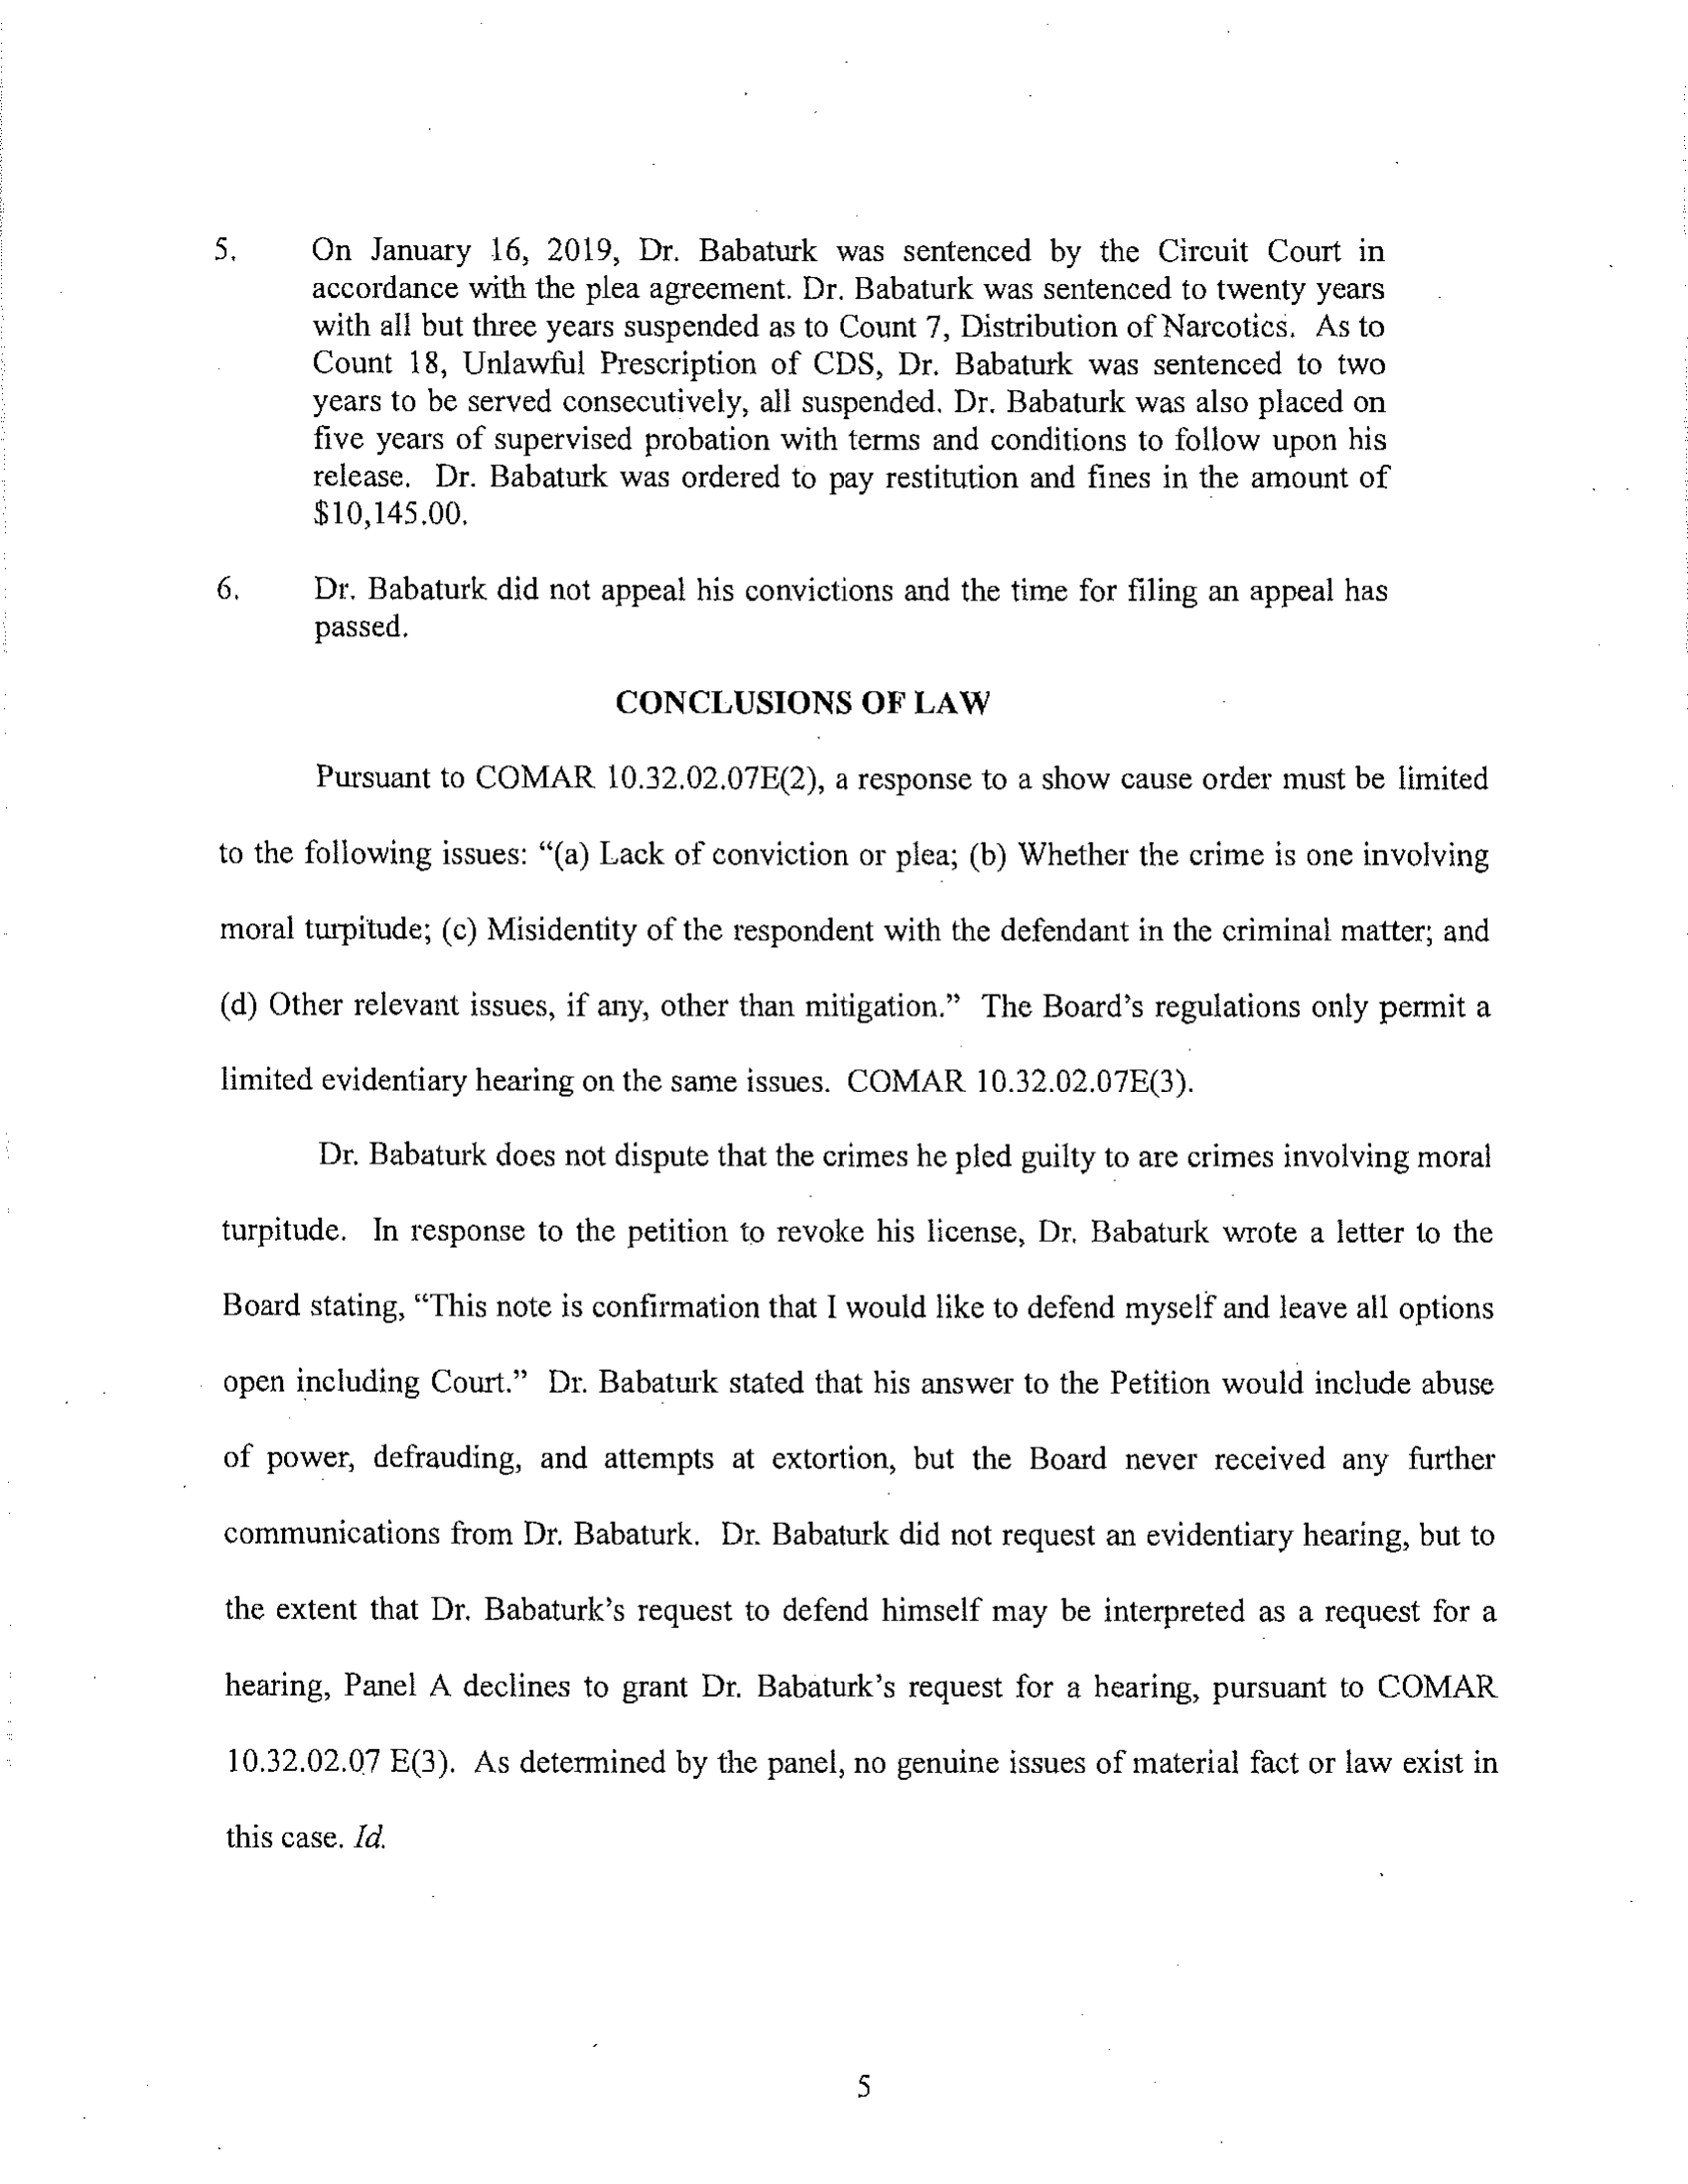 5. On January 16, 2019, Dr. Babaturk was sentenced by the Circuit Court in
accordance with the plea agreement. Dr. Babaturk was sentenced to twenty years
with all but three years suspended as to Count 7, Distribution of Narcotics. As to
Count 18, Unlawful Prescription of CDS, Dr. Babaturk was sentenced to two
years to be served consecutively, all suspended. Dr. Babaturk was also placed on
five years of supervised probation with terms and conditions to follow upon his
release. Dr. Babaturk was ordered to pay restitution and fines in the amount of
$10,145.00.
6. Dr. Babaturk did not appeal his convictions and the time for filing an appeal has
passed.
CONCLUSIONS OF LAW
Pursuant to COMAR 10.32.02.07E(2), a response to a show cause order must be limited
to the following issues: “(a) Lack of conviction or plea; (b) Whether the crime is one involving
moral turpitude; (c) Misidentity of the respondent with the defendant in the criminal matter; and
(d) Other relevant issues, if any, other than mitigation.” The Board’s regulations only permit a
limited evidentiary hearing on the same issues. COMAR 10.32.02.07E(3).
Dr. Babaturk does not dispute that the crimes he pled guilty to are crimes involving moral
turpitude. In response to the petition to revoke his license, Dr. Babaturk wrote a letter to the
Board stating, “This note is confirmation that I would like to defend myself and leave all options
open including Court.” Dr. Babaturk stated that his answer to the Petition would include abuse
of power, defrauding, and attempts at extortion, but the Board never received any further
communications from Dr. Babaturk. Dr. Babaturk did not request an evidentiary hearing, but to
the extent that Dr. Babaturk’s request to defend himself may be interpreted as a request for a
hearing, Panel A declines to grant Dr. Babaturk’s request for a hearing, pursuant to COMAR
10.32.02.07 E(3). As determined by the panel, no genuine issues of material fact or law exist in
this case. Id.
5